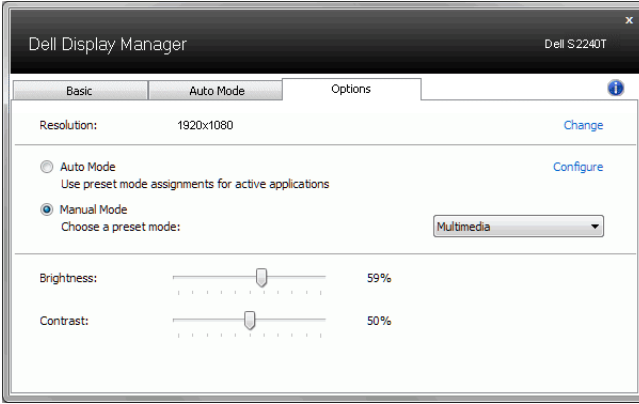 x
Dell Display Manager
Dell S2240T
Basic
Auto Mode
Options
i
Resolution:
1920x1080
Change
Auto Mode
Configure
Use preset mode assignments for active applications
Manual Mode
Choose a preset mode:
Multimedia
Brightness:
59%
Contrast:
50%